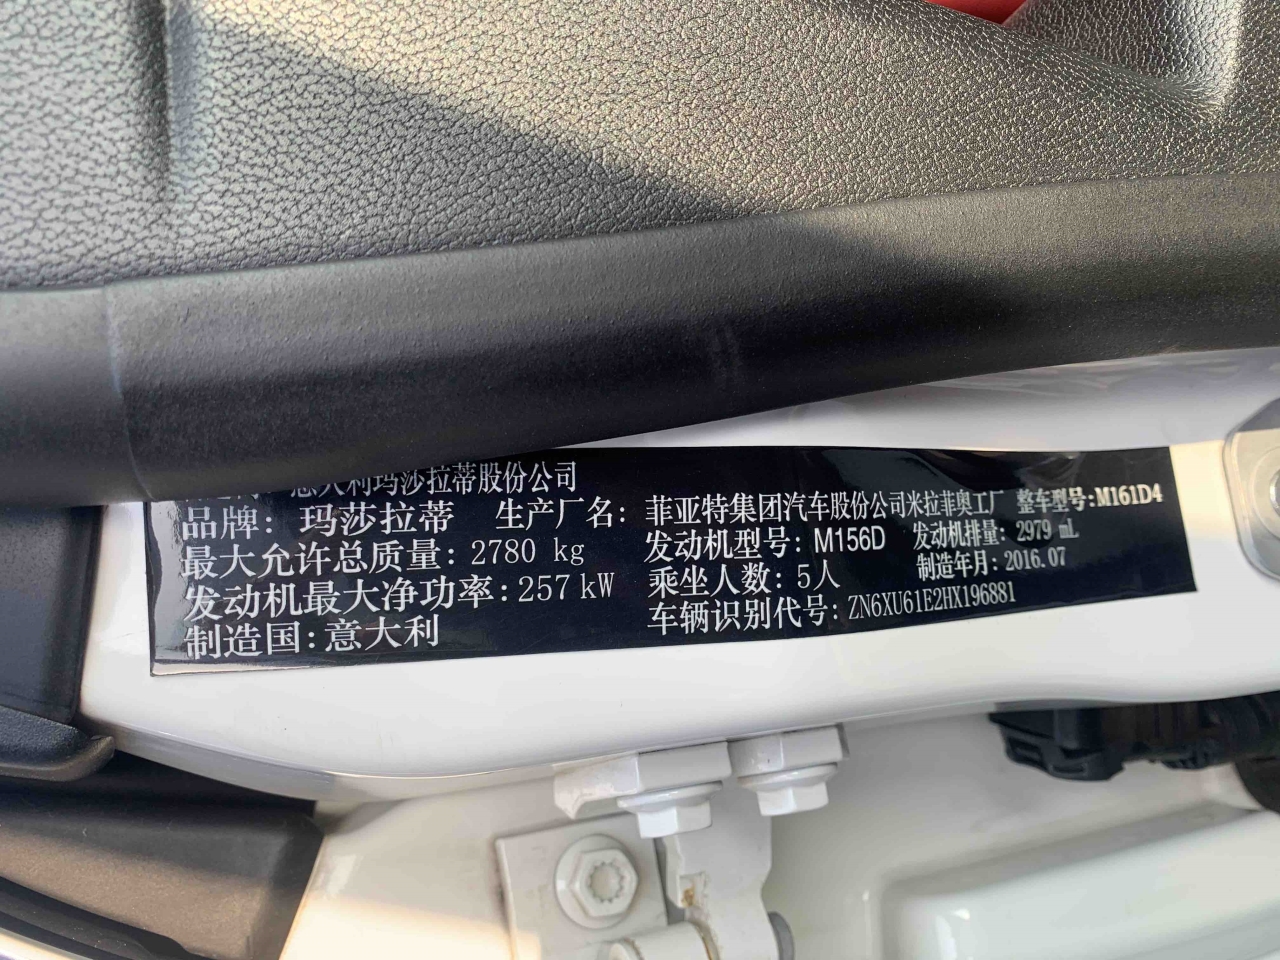 意大利玛莎拉蒂股份公司
品牌: 玛莎拉蒂 生产厂名: 菲亚特集团汽车股份公司米拉菲奥工厂 整车型号:M161D4
最大允许总质量: 2780 kg 发动机型号: M156D 发动机排量: 2979 mL
发动机最大净功率: 257 kW 乘坐人数: 5人 制造年月: 2016.07
制造国: 意大利 车辆识别代号: ZN6XU61E2HX196881